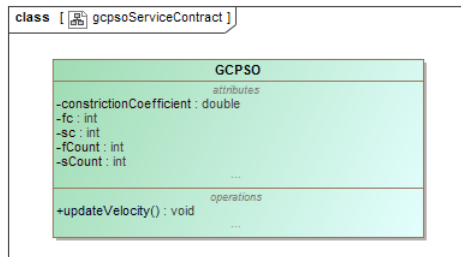 class [ gcpsoServiceContract ]
GCPSO
attributes
-constrictionCoefficient : double
-fc : int
-sc : int
-fCount : int
-sCount : int
...
operations
+updateVelocity() : void
...